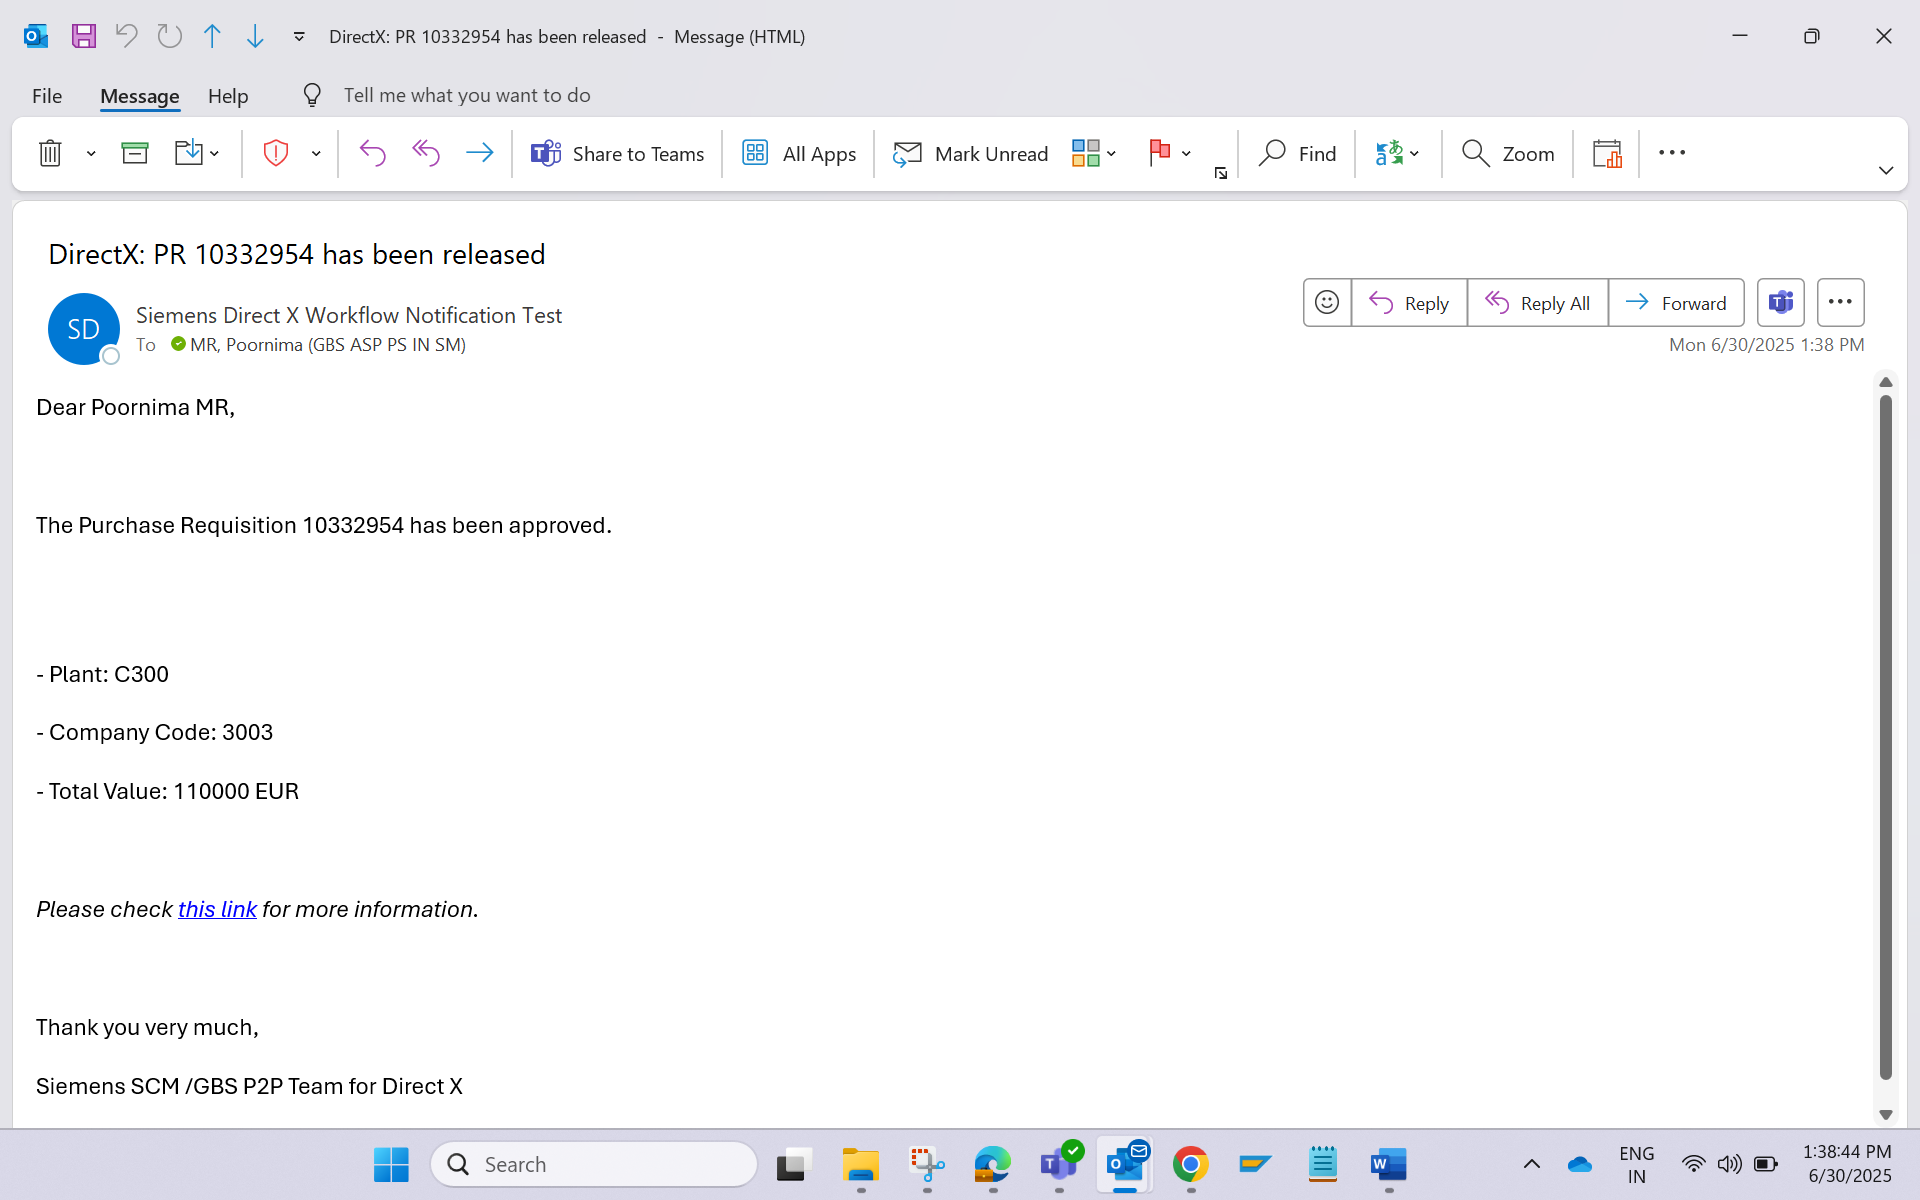 DirectX: PR 10332954 has been released - Message (HTML)
File Message Help Tell me what you want to do
Share to Teams All Apps Mark Unread Find Zoom
DirectX: PR 10332954 has been released
SD
Siemens Direct X Workflow Notification Test
To MR, Poornima (GBS ASP PS IN SM)
Reply Reply All Forward
Mon 6/30/2025 1:38 PM
Dear Poornima MR,
The Purchase Requisition 10332954 has been approved.
- Plant: C300
- Company Code: 3003
- Total Value: 110000 EUR
Please check this link for more information.
Thank you very much,
Siemens SCM /GBS P2P Team for Direct X
Search
ENG
IN
1:38:44 PM
6/30/2025